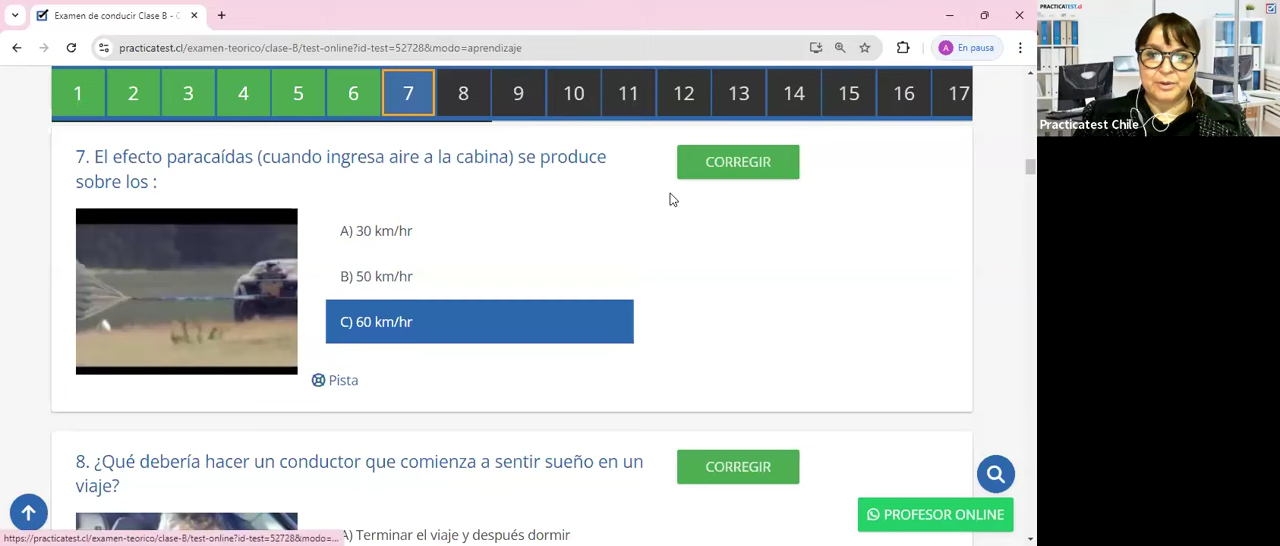 Examen de conducir Clase B - C
practicatest.cl/examen-teorico/clase-B/test-online?id-test=52728&modo=aprendizaje
A En pausa
PRACTICATEST.cl
Practicatest Chile
1 2 3 4 5 6 7 8 9 10 11 12 13 14 15 16 17
7. El efecto paracaídas (cuando ingresa aire a la cabina) se produce
sobre los :
CORREGIR
A) 30 km/hr
B) 50 km/hr
C) 60 km/hr
Pista
8. ¿Qué debería hacer un conductor que comienza a sentir sueño en un
viaje?
CORREGIR
A) Terminar el viaje y después dormir
PROFESOR ONLINE
https://practicatest.cl/examen-teorico/clase-B/test-online?id-test=52728&modo=...